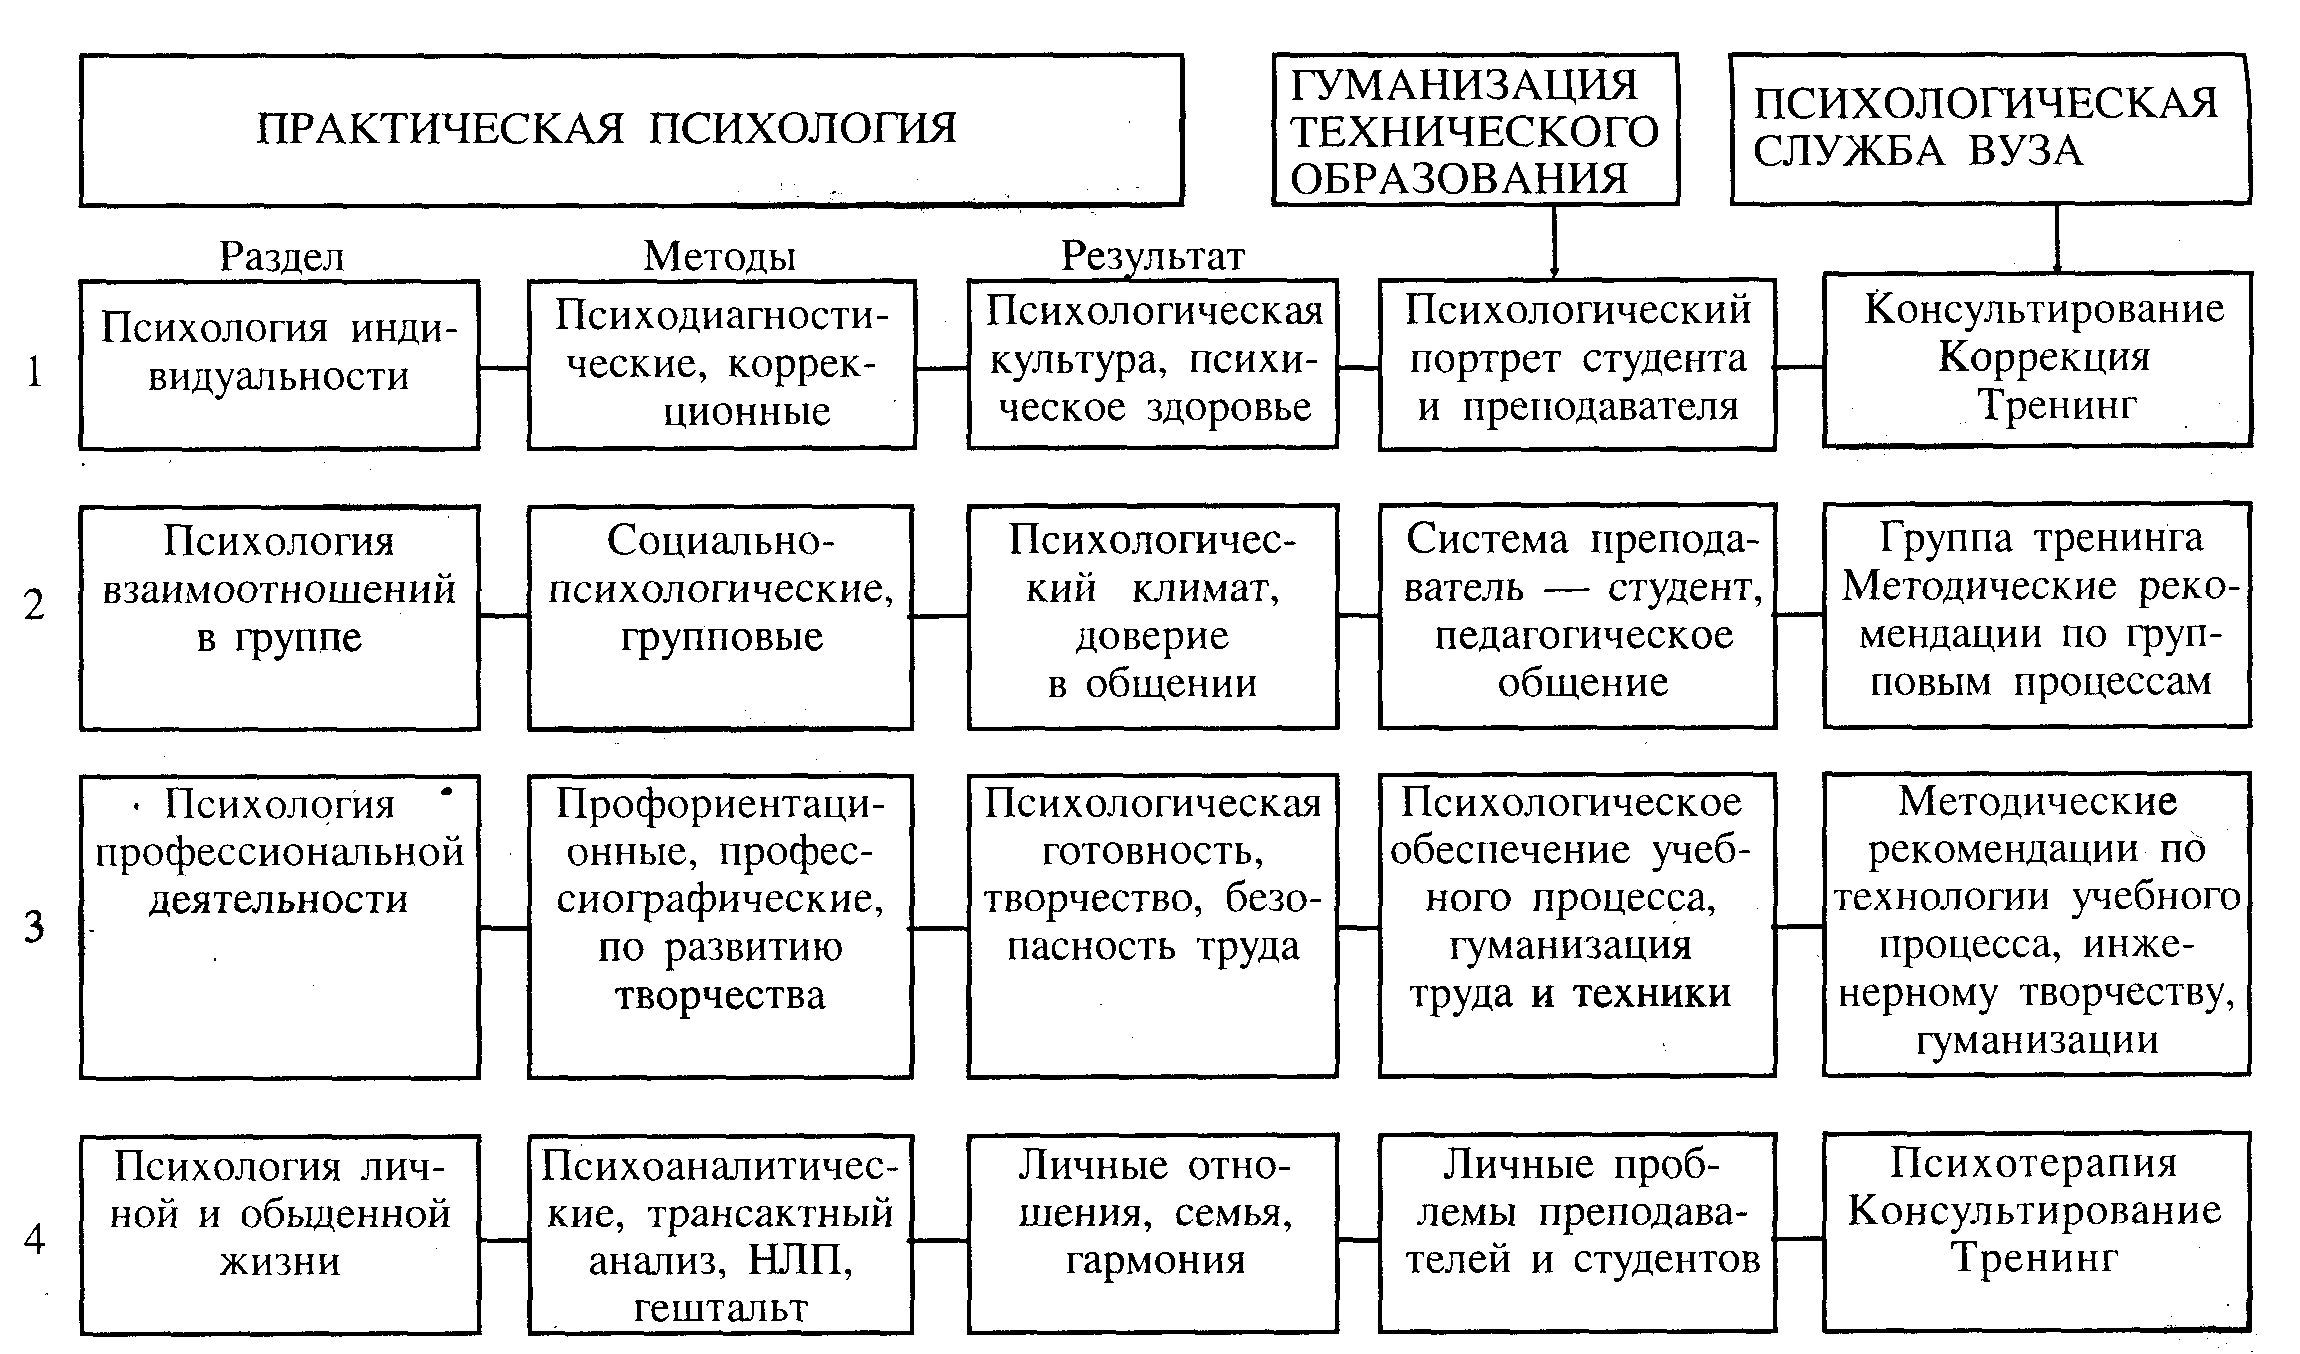 ПРАКТИЧЕСКАЯ ПСИХОЛОГИЯ
ГУМАНИЗАЦИЯ
ТЕХНИЧЕСКОГО
ОБРАЗОВАНИЯ
ПСИХОЛОГИЧЕСКАЯ
СЛУЖБА ВУЗА
Раздел
Методы
Результат
1
Психология инди-
видуальности
Психодиагности-
ческие, коррек-
ционные
Психологическая
культура, психи-
ческое здоровье
Психологический
портрет студента
и преподавателя
Консультирование
Коррекция
Тренинг
2
Психология
взаимоотношений
в группе
Социально-
психологические,
групповые
Психологичес-
кий климат,
доверие
в общении
Система препода-
ватель — студент,
педагогическое
общение
Группа тренинга
Методические реко-
мендации по груп-
повым процессам
3
Психология
профессиональной
деятельности
Профориентаци-
онные, профес-
сиографические,
по развитию
творчества
Психологическая
готовность,
творчество, безо-
пасность труда
Психологическое
обеспечение учеб-
ного процесса,
гуманизация
труда и техники
Методические
рекомендации по
технологии учебного
процесса, инже-
нерному творчеству,
гуманизации
4
Психология лич-
ной и обыденной
жизни
Психоаналитичес-
кие, трансактный
анализ, НЛП,
гештальт
Личные отно-
шения, семья,
гармония
Личные проб-
лемы преподава-
телей и студентов
Психотерапия
Консультирование
Тренинг